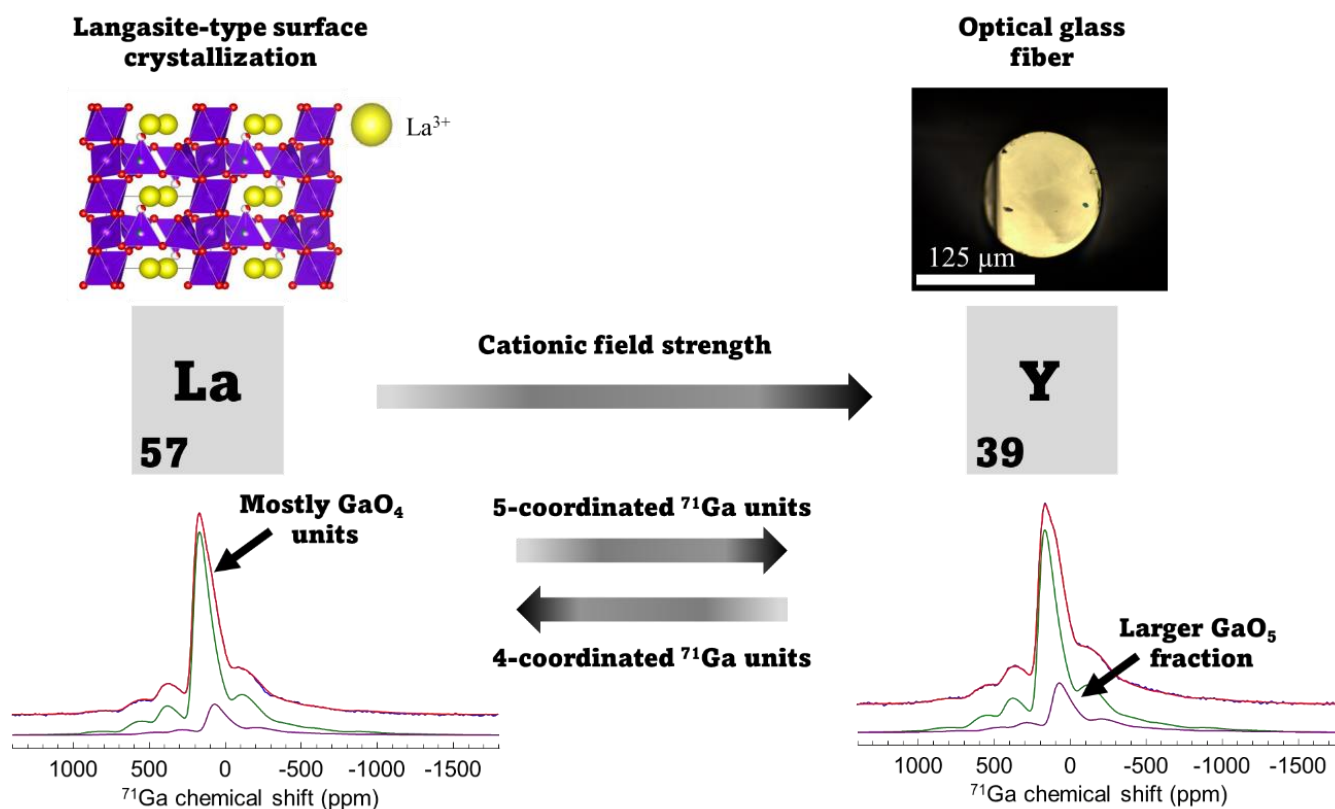 Langasite-type surface
crystallization
Optical glass
fiber
La³⁺
125 μm
La
57
Cationic field strength
Y
39
Mostly GaO₄
units
5-coordinated ⁷¹Ga units
4-coordinated ⁷¹Ga units
Larger GaO₅
fraction
1000 500 0 -500 -1000 -1500
⁷¹Ga chemical shift (ppm)
1000 500 0 -500 -1000 -1500
⁷¹Ga chemical shift (ppm)